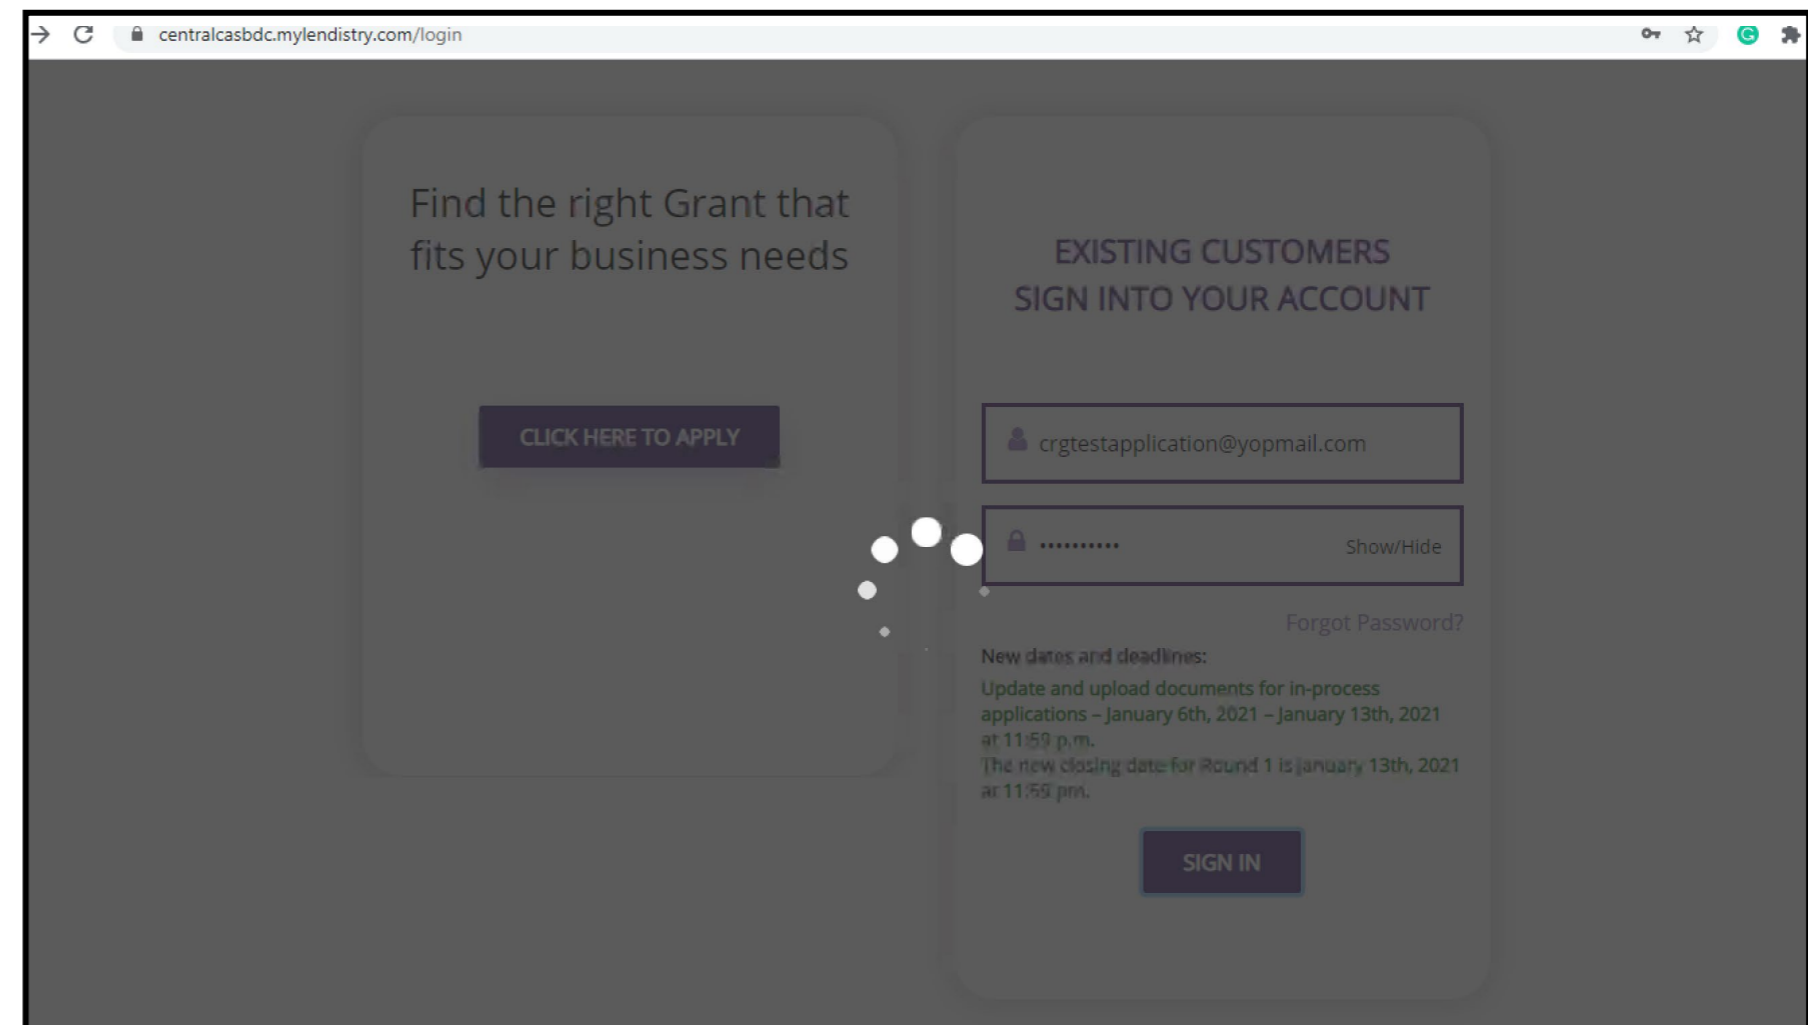 centralcasbdc.mylendistry.com/login
Find the right Grant that
fits your business needs
CLICK HERE TO APPLY
EXISTING CUSTOMERS
SIGN INTO YOUR ACCOUNT
crgtestapplication@yopmail.com
••••••••••
Show/Hide
Forgot Password?
New dates and deadlines:
Update and upload documents for in-process
applications – January 6th, 2021 – January 13th, 2021
at 11:59 p.m.
The new closing date for Round 1 is January 13th, 2021
at 11:59 pm.
SIGN IN